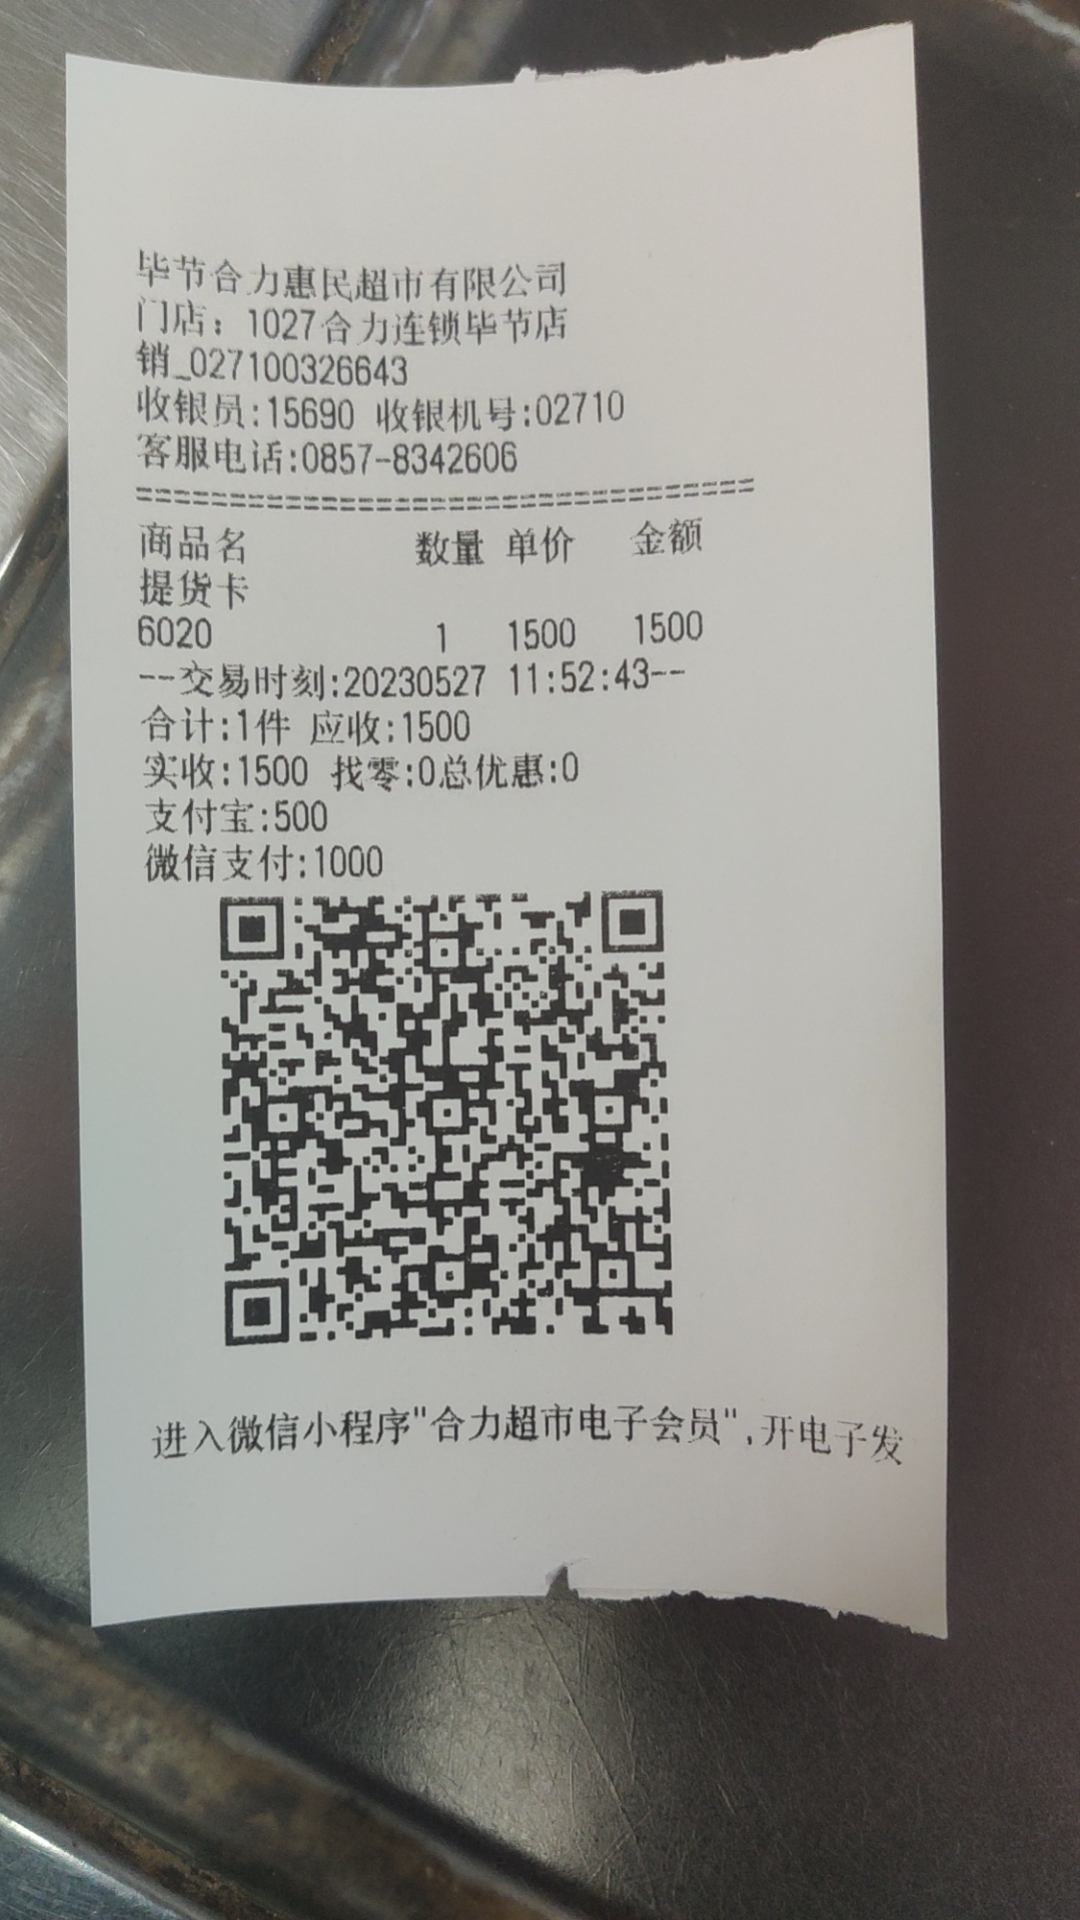 毕节合力惠民超市有限公司
门店：1027合力连锁毕节店
销_027100326643
收银员:15690 收银机号:02710
客服电话:0857-8342606
==================================
商品名 数量 单价 金额
提货卡
6020 1 1500 1500
--交易时刻:20230527 11:52:43--
合计:1件 应收:1500
实收:1500 找零:0总优惠:0
支付宝:500
微信支付:1000
进入微信小程序"合力超市电子会员",开电子发